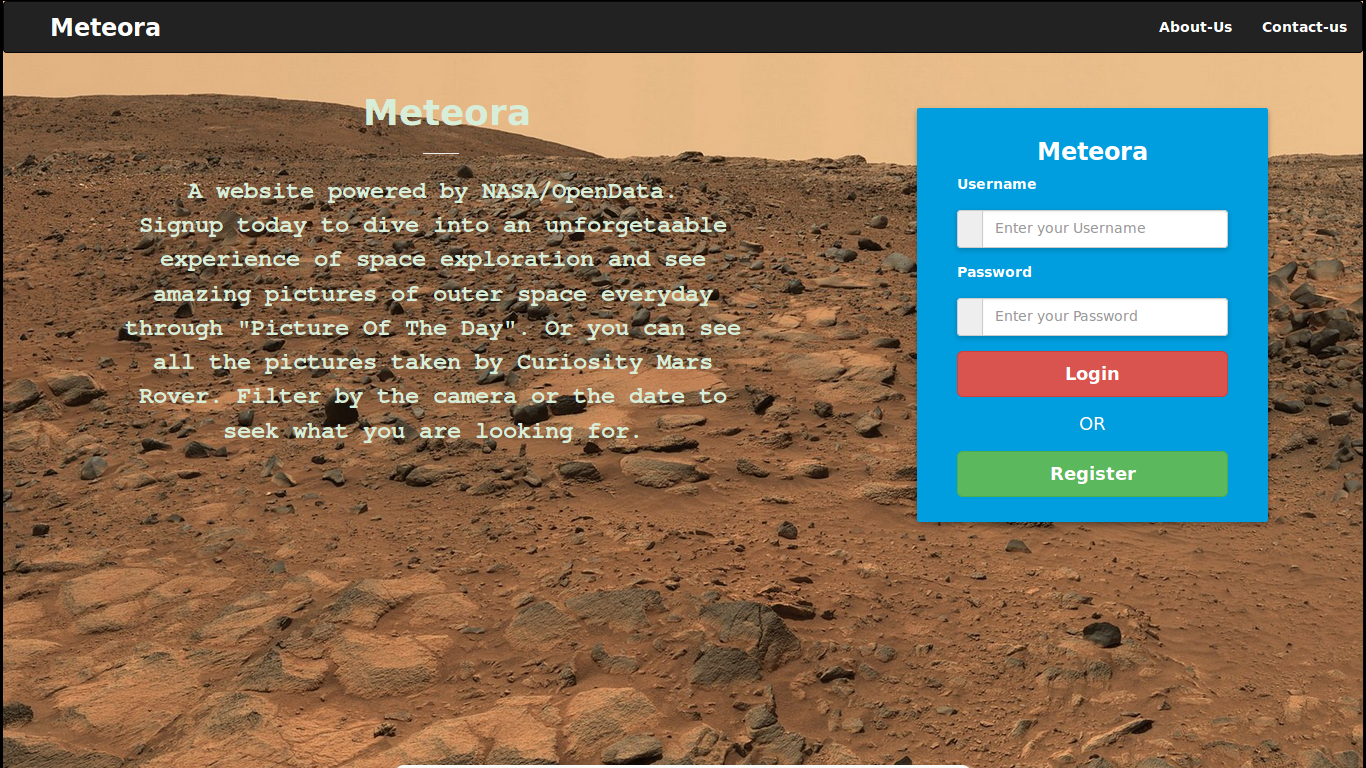 Meteora
About-Us Contact-us
Meteora
A website powered by NASA/OpenData.
Signup today to dive into an unforgetaable
experience of space exploration and see
amazing pictures of outer space everyday
through "Picture Of The Day". Or you can see
all the pictures taken by Curiosity Mars
Rover. Filter by the camera or the date to
seek what you are looking for.
Meteora
Username
Enter your Username
Password
Enter your Password
Login
OR
Register